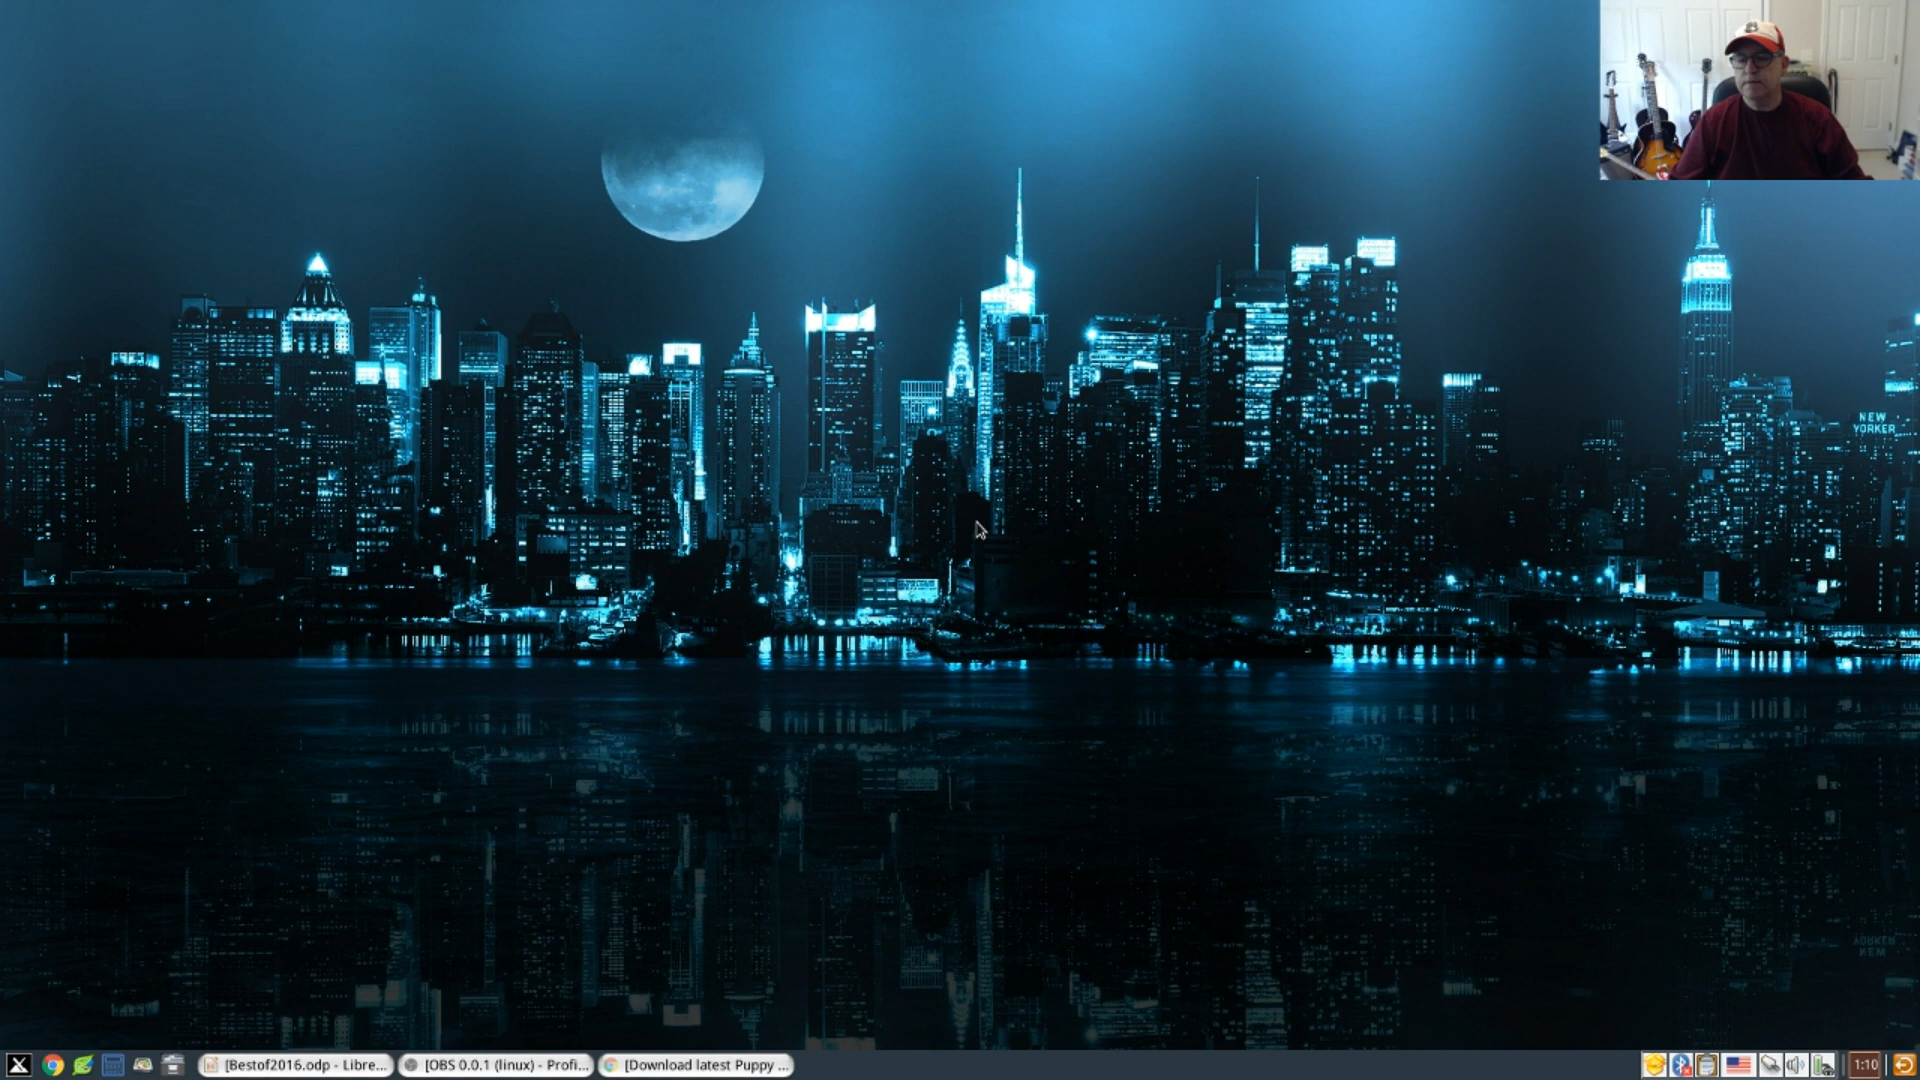 NEW
YORKER
[Bestof2016.odp - Libre...
[OBS 0.0.1 (linux) - Profi...
[Download latest Puppy ...
1:10